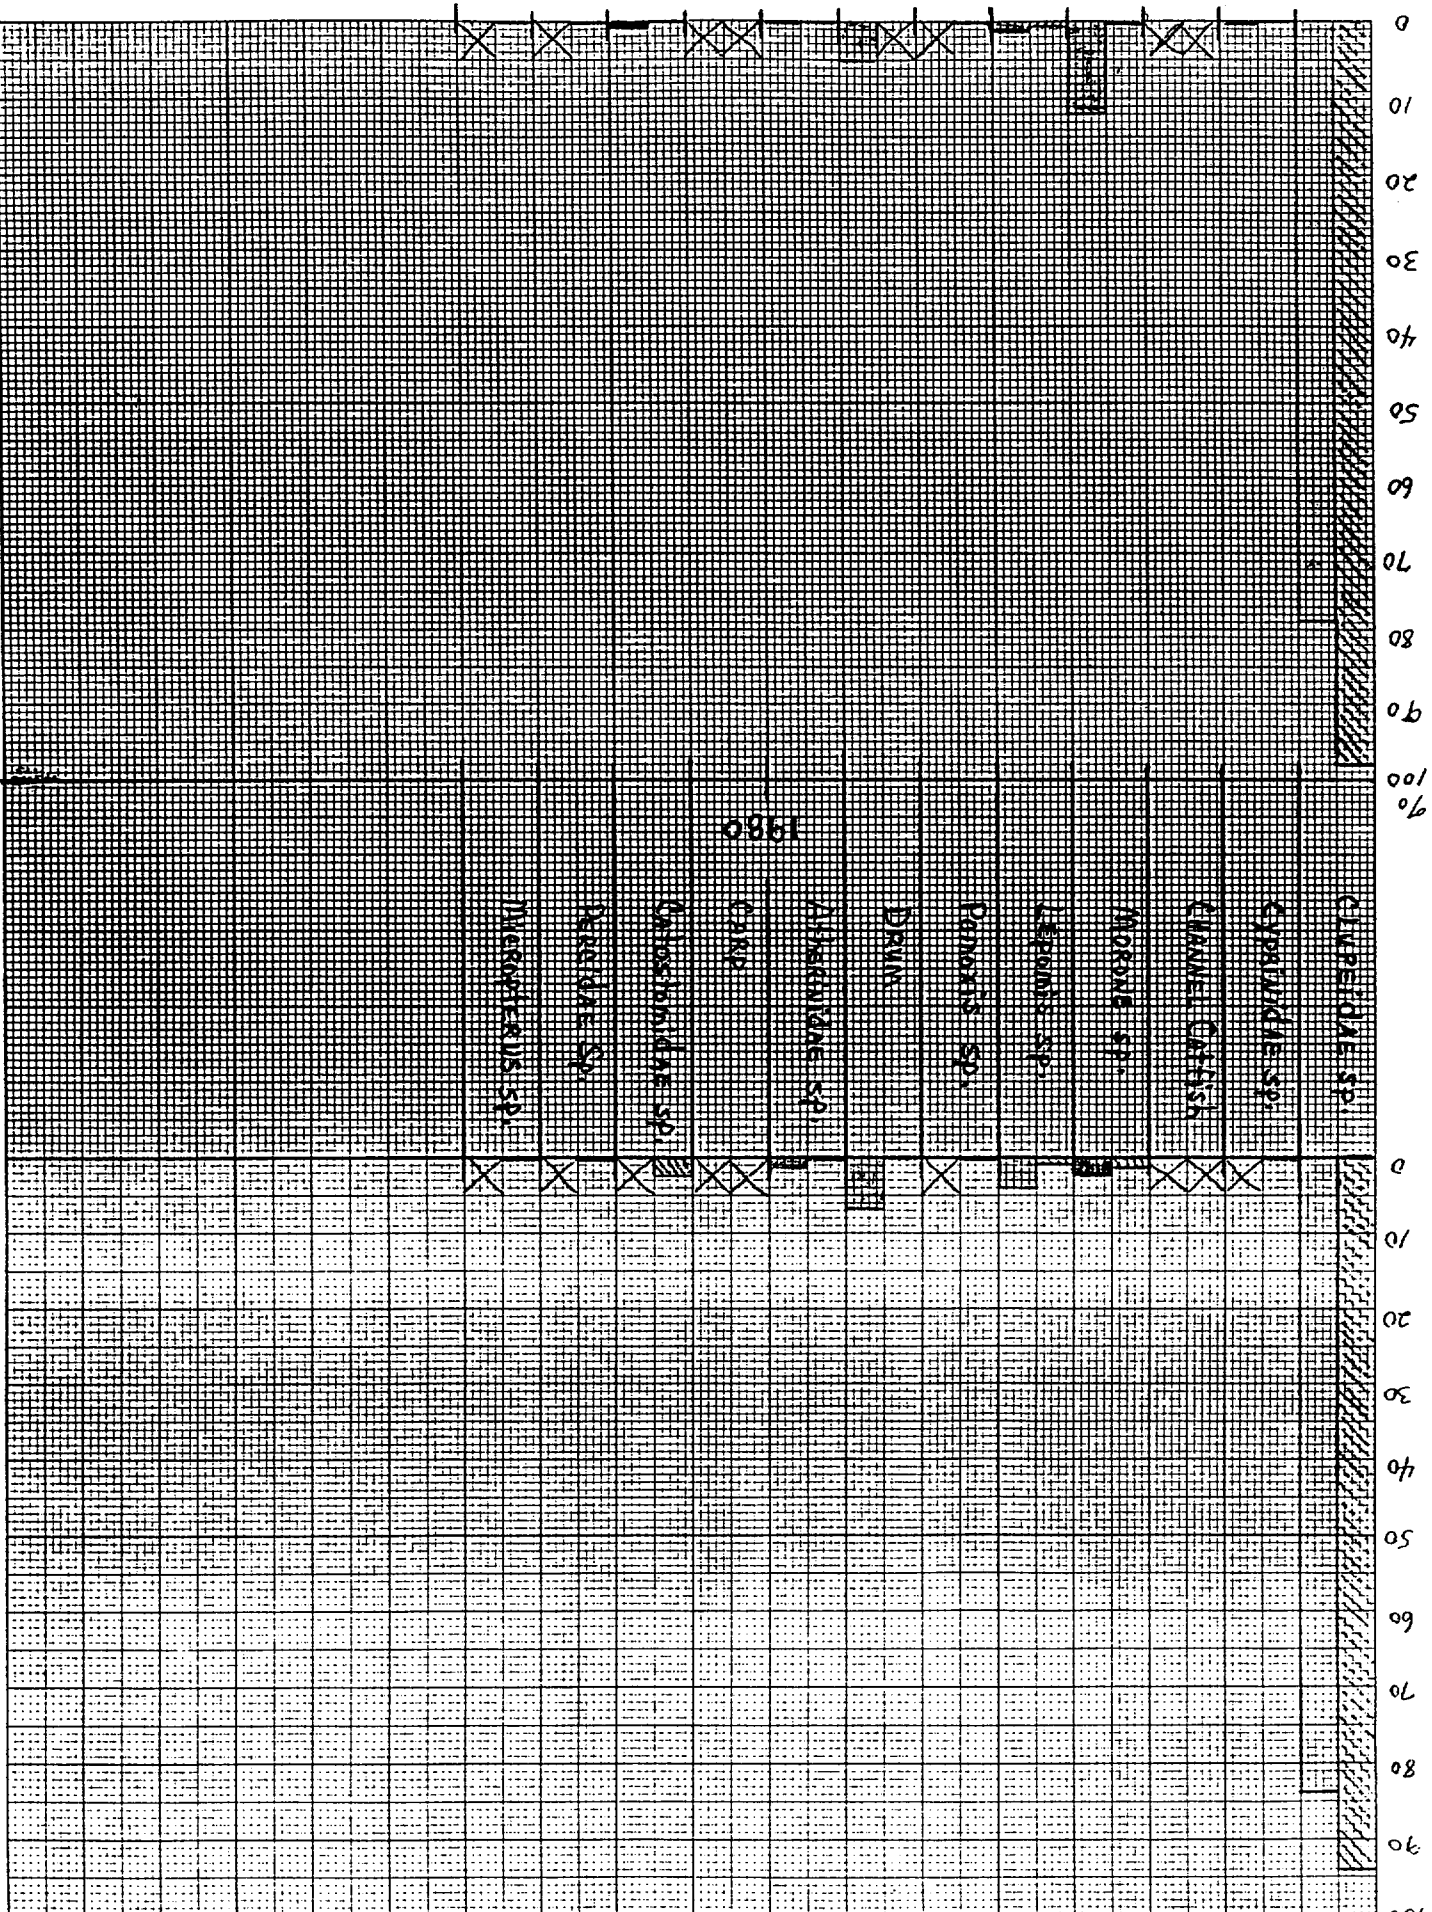 0
10
20
30
40
50
60
70
80
90
100
%
1980
Clupeidae sp.
Cyprinidae sp.
Channel Catfish
Morone sp.
Lepomis sp.
Pomoxis sp.
Drum
Atherinidae sp.
Carp
Catostomidae sp.
Percidae sp.
Micropterus sp.
0
10
20
30
40
50
60
70
80
90